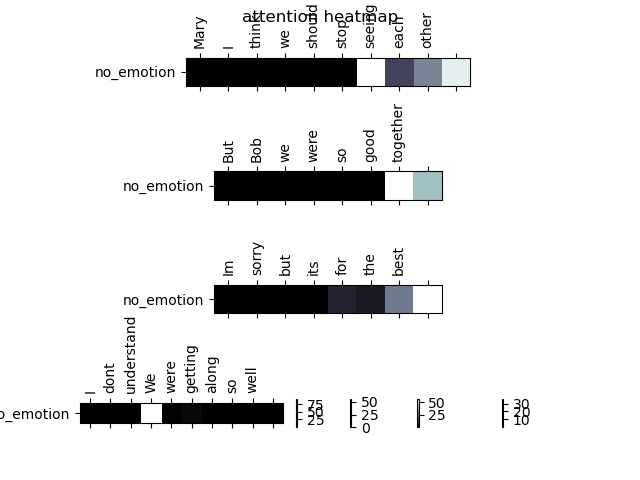 attention heatmap
Mary I think we should stop seeing each other
no_emotion
But Bob we were so good together
no_emotion
Im sorry but its for the best
no_emotion
I dont understand We were getting along so well
o_emotion
75 50 25
50 25 0
50 25
30 20 10